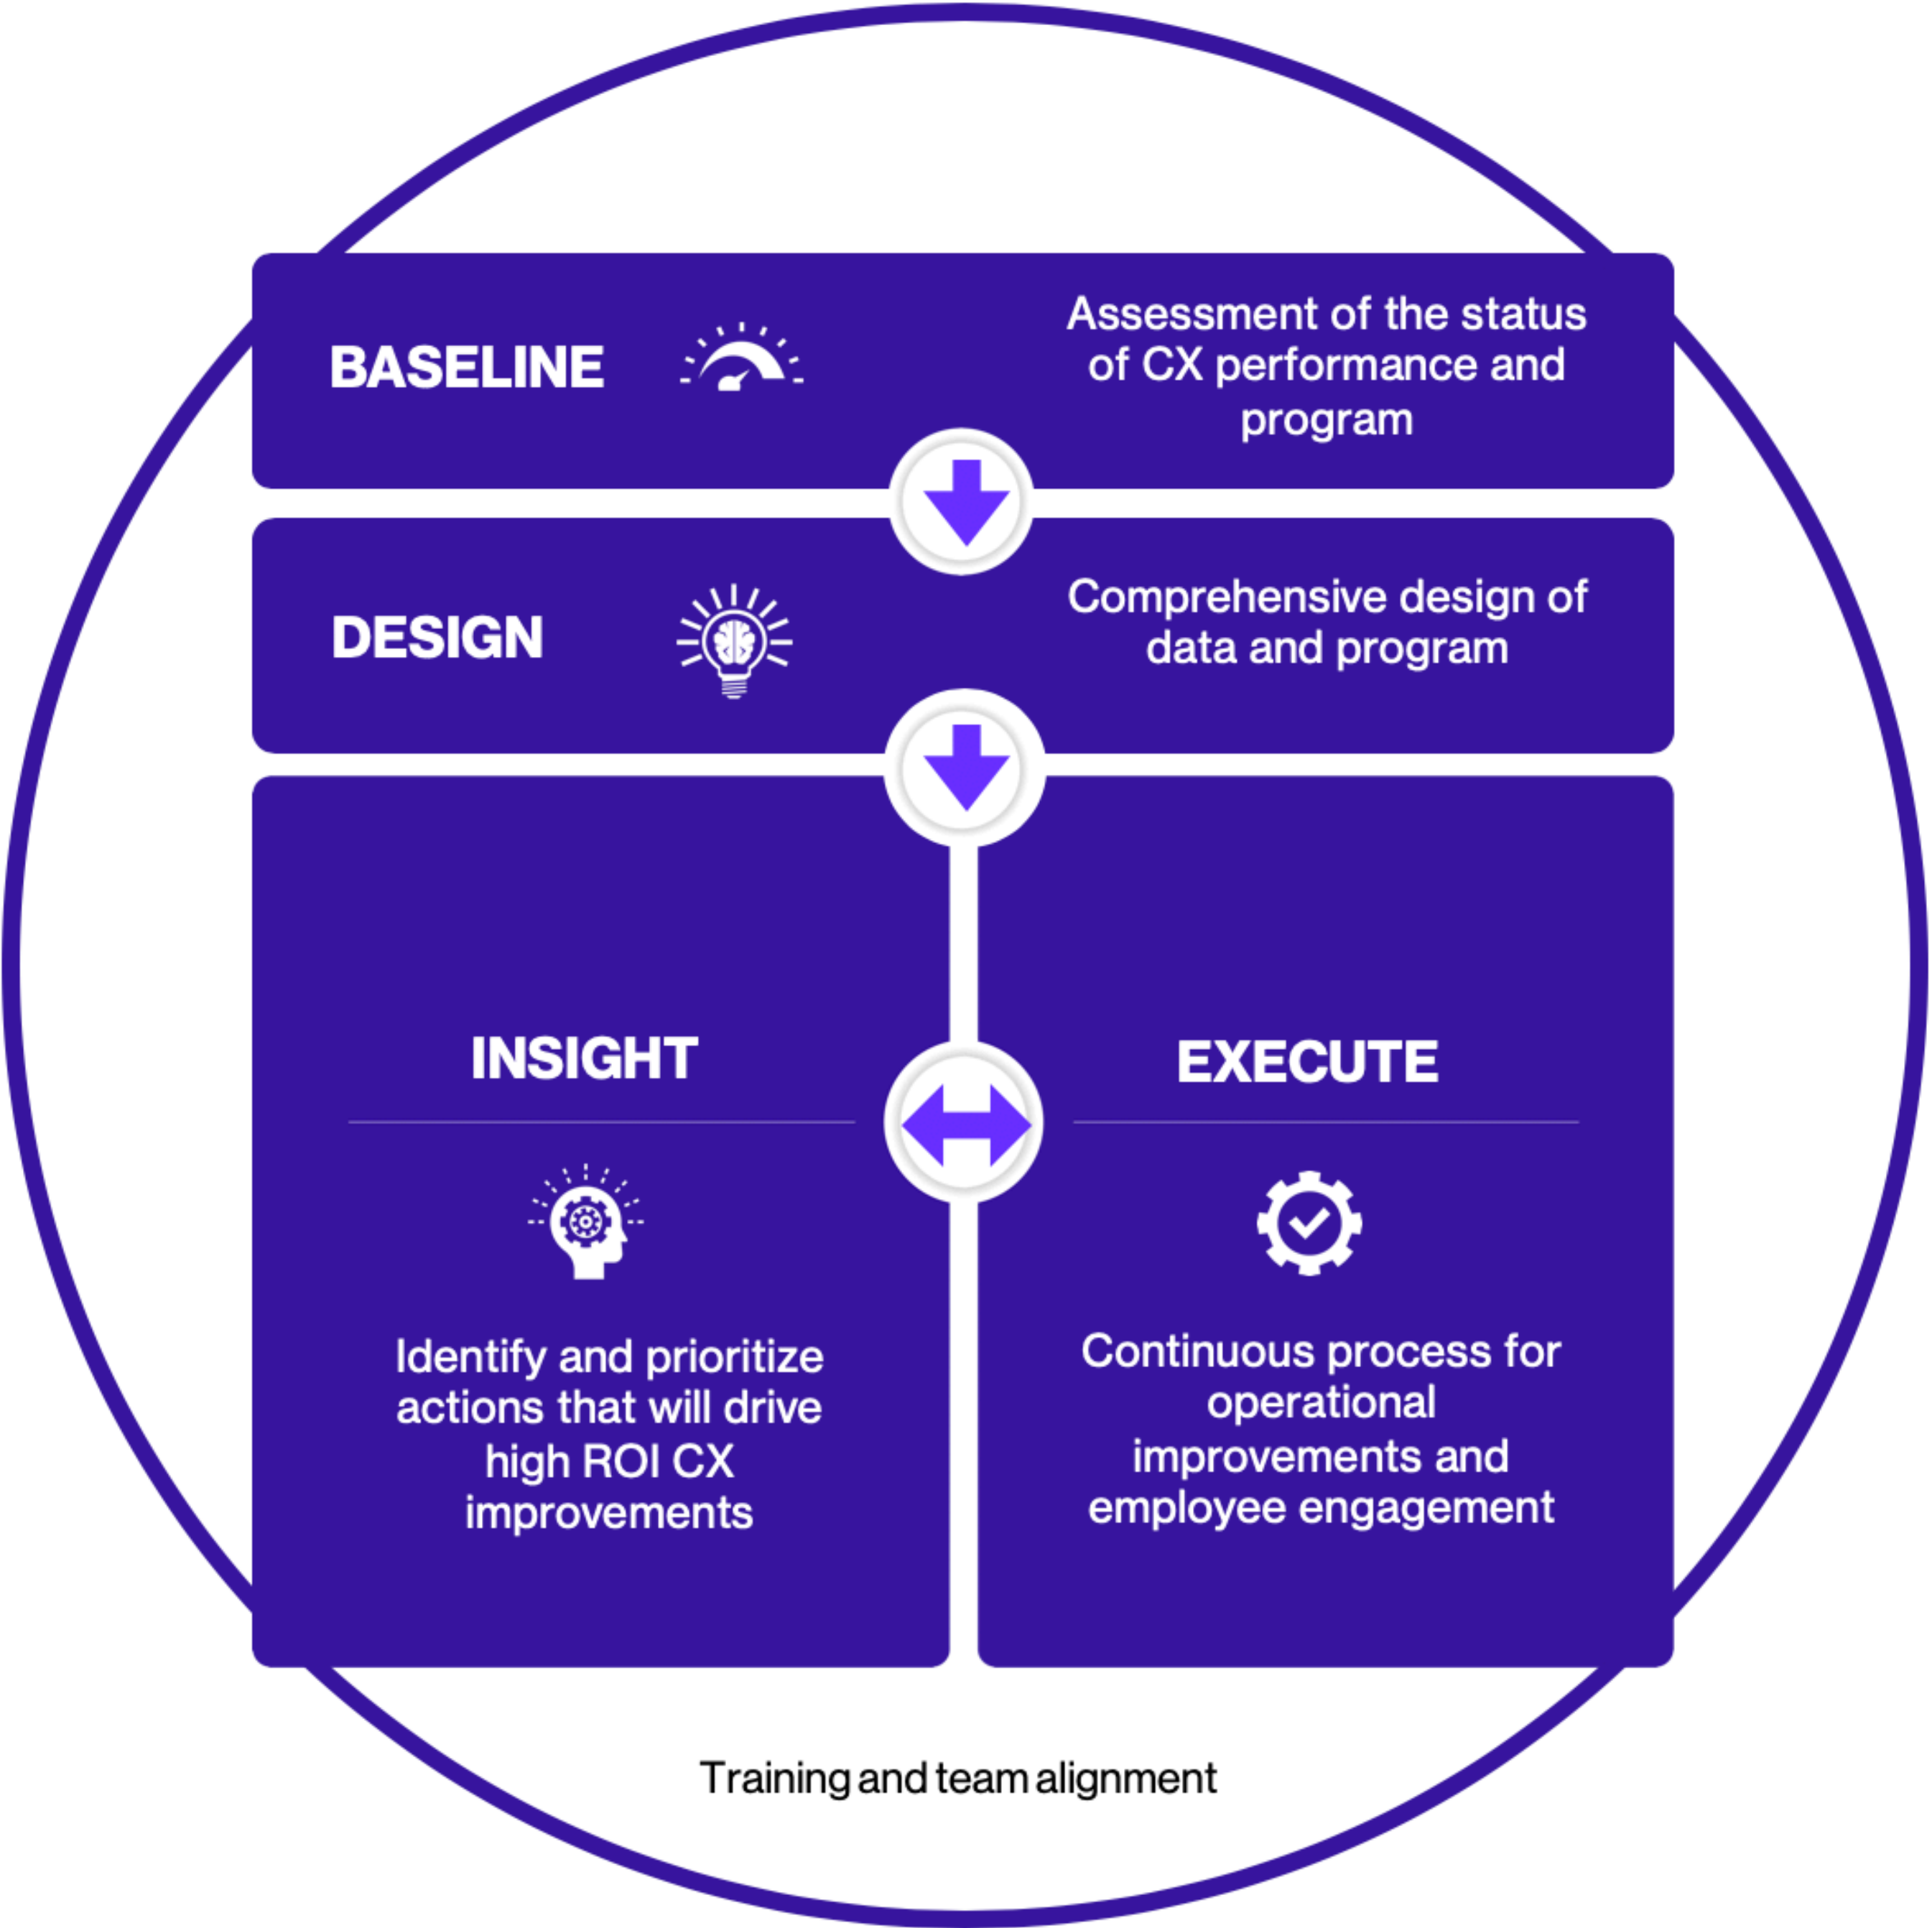 BASELINE
Assessment of the status
of CX performance and
program
DESIGN
Comprehensive design of
data and program
INSIGHT
Identify and prioritize
actions that will drive
high ROI CX
improvements
EXECUTE
Continuous process for
operational
improvements and
employee engagement
Training and team alignment